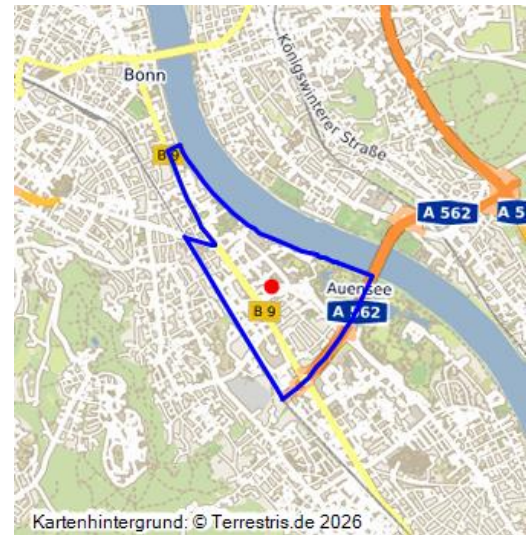 Bonn
Königswinterer Straße
B 9
A 562
A 5
Auensee
B 9
A 562
Kartenhintergrund: © Terrestris.de 2026